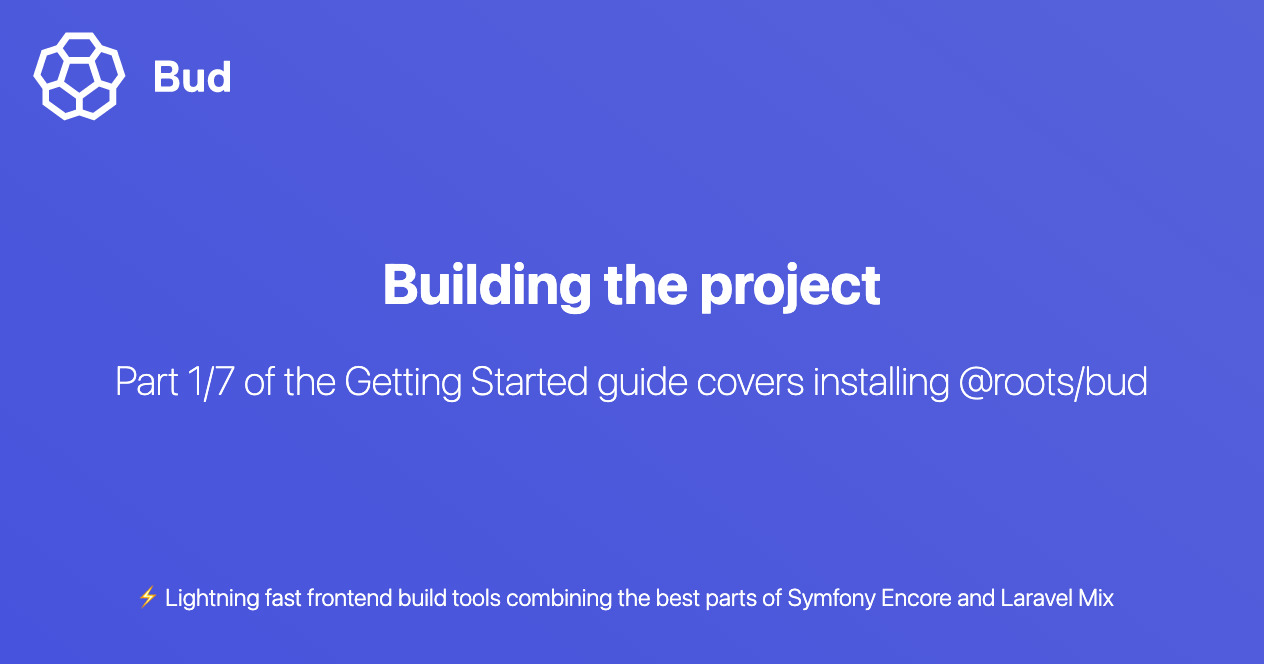 Bud
Building the project
Part 1/7 of the Getting Started guide covers installing @roots/bud
⚡ Lightning fast frontend build tools combining the best parts of Symfony Encore and Laravel Mix